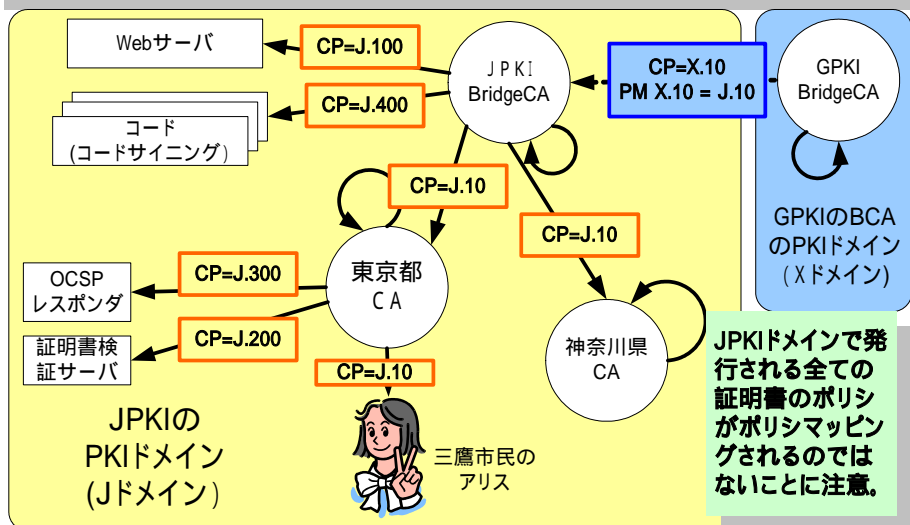 Webサーバ
CP=J.100
JPKI
BridgeCA
CP=X.10
PM X.10 = J.10
GPKI
BridgeCA
CP=J.400
コード
(コードサイニング)
CP=J.10
CP=J.10
GPKIのBCA
のPKIドメイン
(Xドメイン)
OCSP
レスポンダ
CP=J.300
東京都
CA
証明書検
証サーバ
CP=J.200
神奈川県
CA
CP=J.10
JPKIの
PKIドメイン
(Jドメイン)
三鷹市民の
アリス
JPKIドメインで発
行される全ての
証明書のポリシ
がポリシマッピン
グされるのでは
ないことに注意。